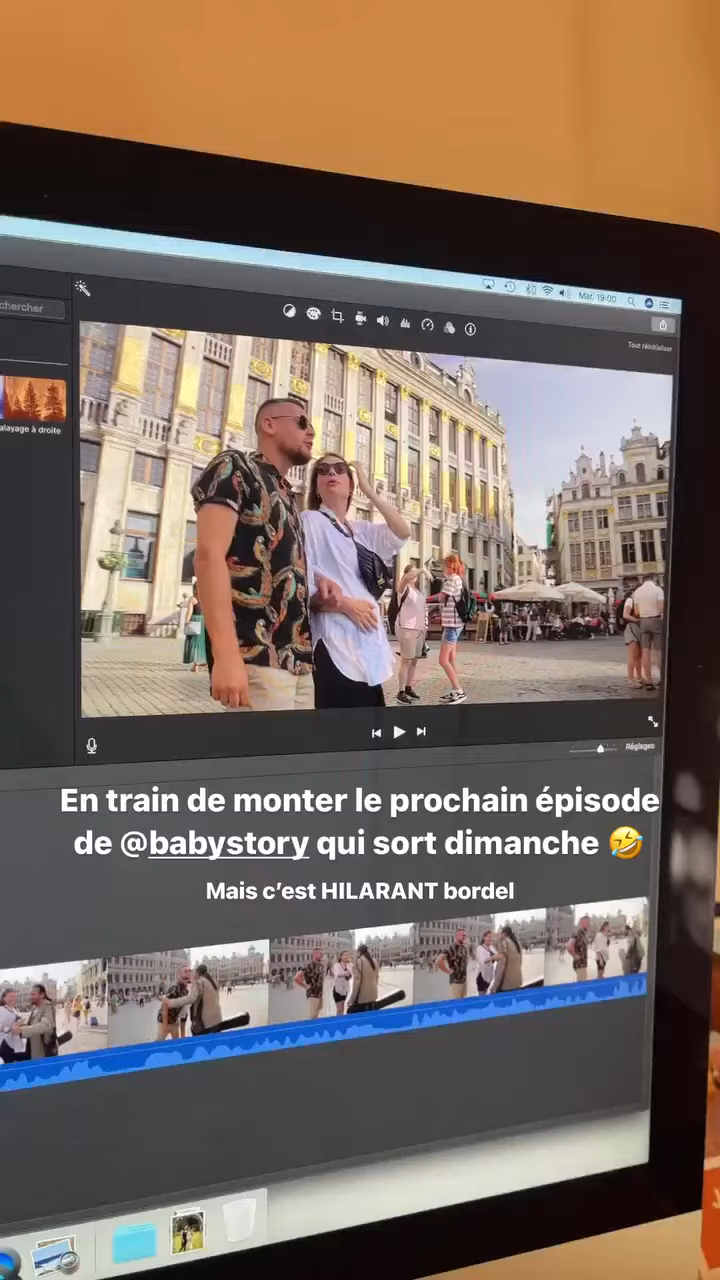 Mar. 19:00
chercher
Tout réinitialiser
alayage à droite
Réglages
En train de monter le prochain épisode
de @babystory qui sort dimanche 🤣
Mais c’est HILARANT bordel